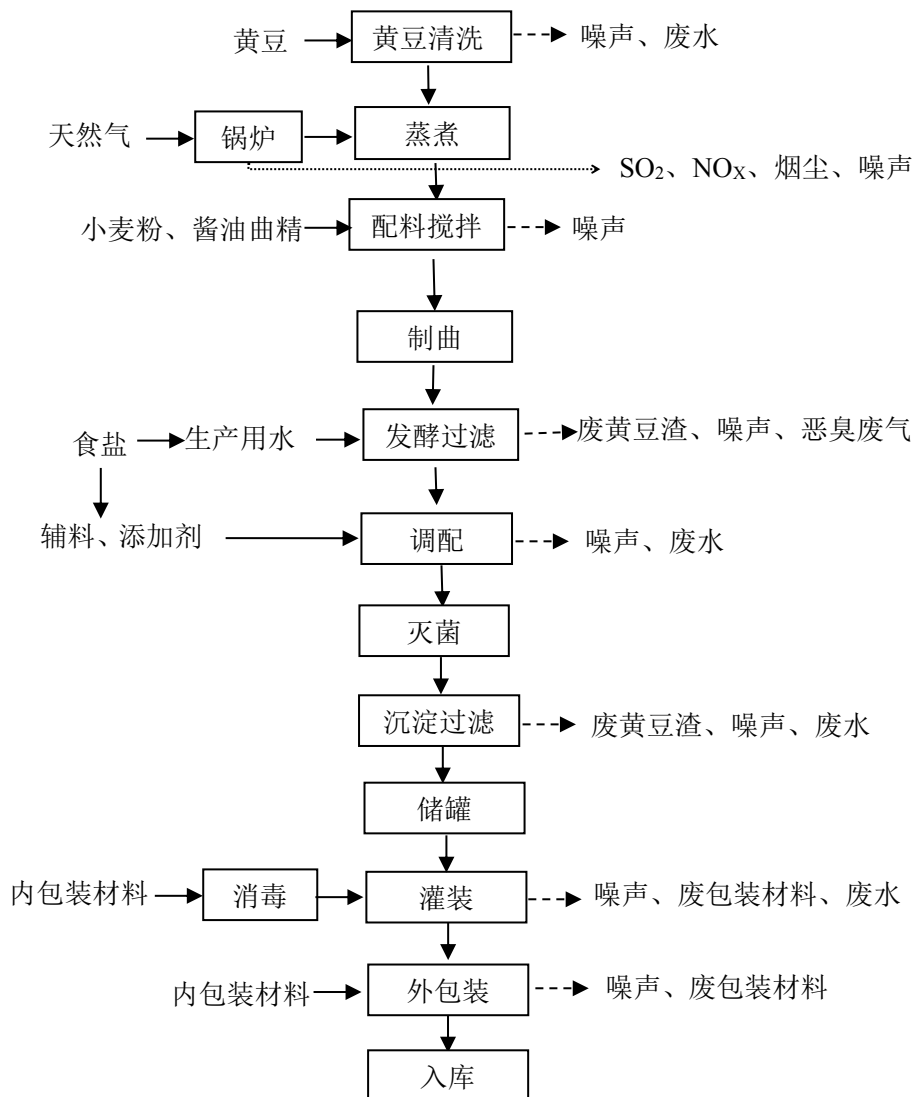 黄豆 黄豆清洗 噪声、废水
天然气 锅炉 蒸煮
SO₂、NOX、烟尘、噪声
小麦粉、酱油曲精 配料搅拌 噪声
制曲
食盐 生产用水 发酵过滤 废黄豆渣、噪声、恶臭废气
辅料、添加剂 调配 噪声、废水
灭菌
沉淀过滤 废黄豆渣、噪声、废水
储罐
内包装材料 消毒 灌装 噪声、废包装材料、废水
内包装材料 外包装 噪声、废包装材料
入库